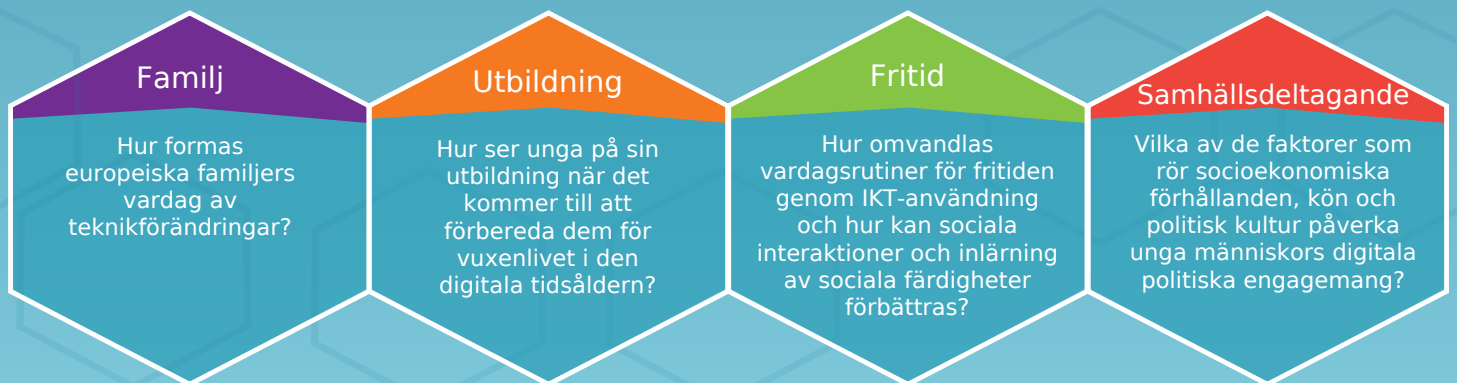 Familj
Hur formas
europeiska familjers
vardag av
teknikförändringar?
Utbildning
Hur ser unga på sin
utbildning när det
kommer till att
förbereda dem för
vuxenlivet i den
digitala tidsåldern?
Fritid
Hur omvandlas
vardagsrutiner för fritiden
genom IKT-användning
och hur kan sociala
interaktioner och inlärning
av sociala färdigheter
förbättras?
Samhällsdeltagande
Vilka av de faktorer som
rör socioekonomiska
förhållanden, kön och
politisk kultur påverka
unga människors digitala
politiska engagemang?